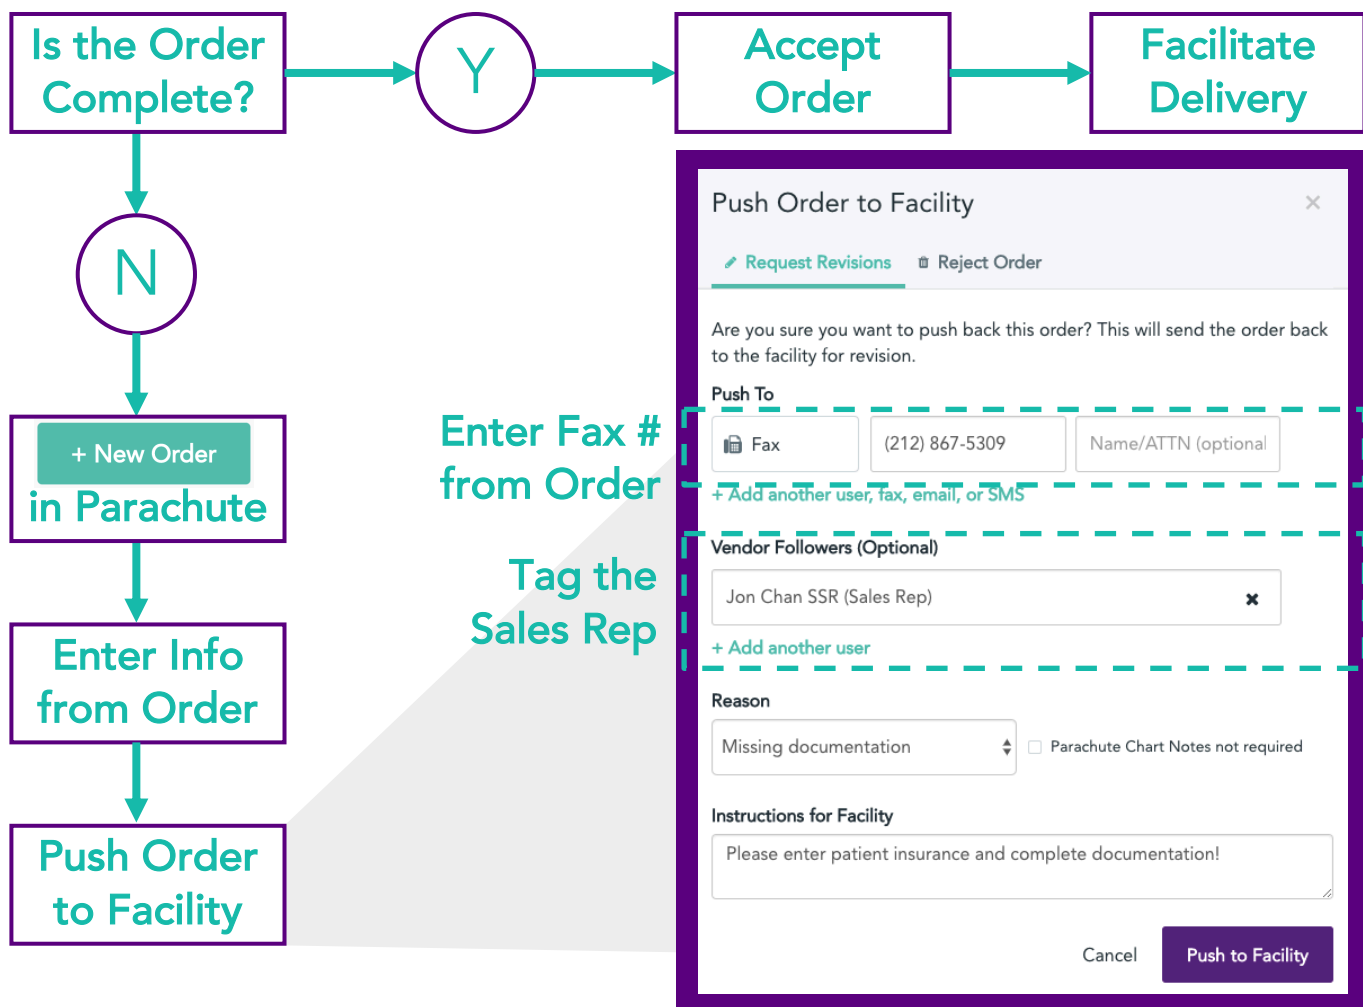 Is the Order
Complete?
Y
Accept
Order
Facilitate
Delivery
N
+ New Order
in Parachute
Enter Info
from Order
Push Order
to Facility
Enter Fax #
from Order
Tag the
Sales Rep
Push Order to Facility
×
Request Revisions
Reject Order
Are you sure you want to push back this order? This will send the order back
to the facility for revision.
Push To
Fax
(212) 867-5309
Name/ATTN (optional
+ Add another user, fax, email, or SMS
Vendor Followers (Optional)
Jon Chan SSR (Sales Rep)
+ Add another user
Reason
Missing documentation
Parachute Chart Notes not required
Instructions for Facility
Please enter patient insurance and complete documentation!
Cancel
Push to Facility